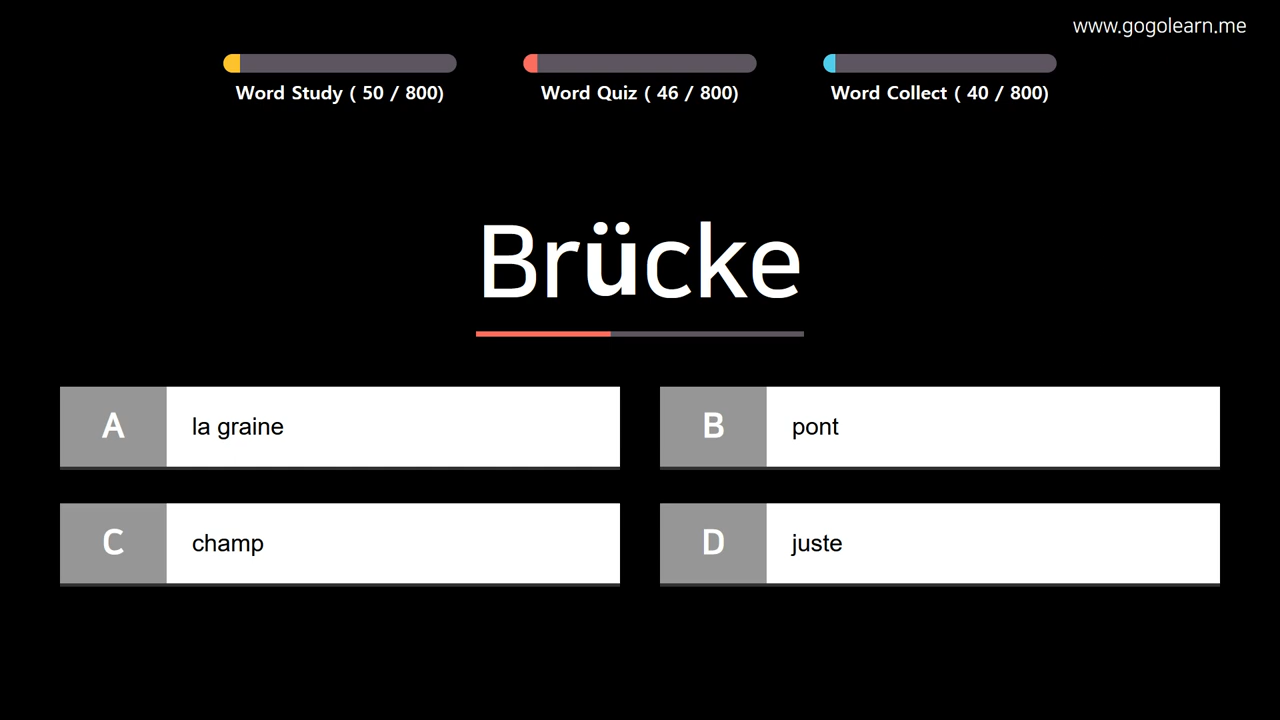 www.gogolearn.me
Word Study ( 50 / 800)
Word Quiz ( 46 / 800)
Word Collect ( 40 / 800)
Brücke
A la graine
B pont
C champ
D juste